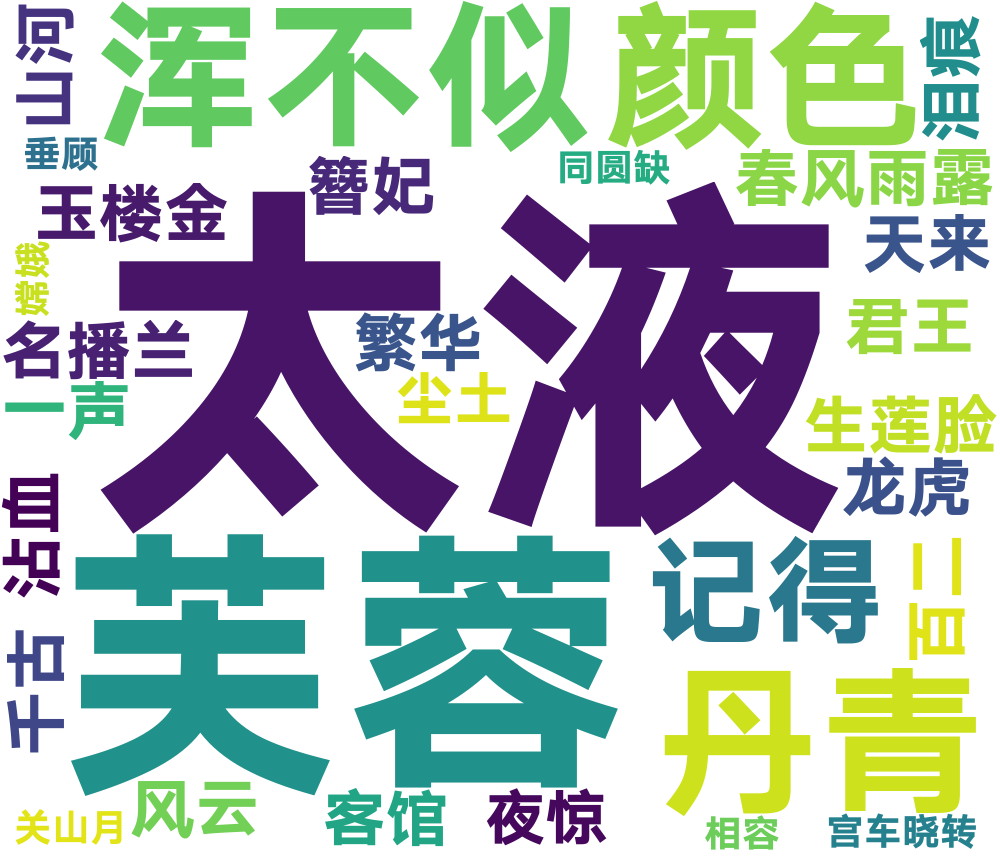 山河
浑不似
颜色
泪痕
垂顾
玉楼金
簪妃
同圆缺
春风雨露
天来
太液
嫦娥
名播兰
繁华
君王
一声
尘土
生莲脸
龙虎
沾血
芙蓉
记得
百二
千古
丹青
关山月
风云
客馆
夜惊
相容
宫车晓转